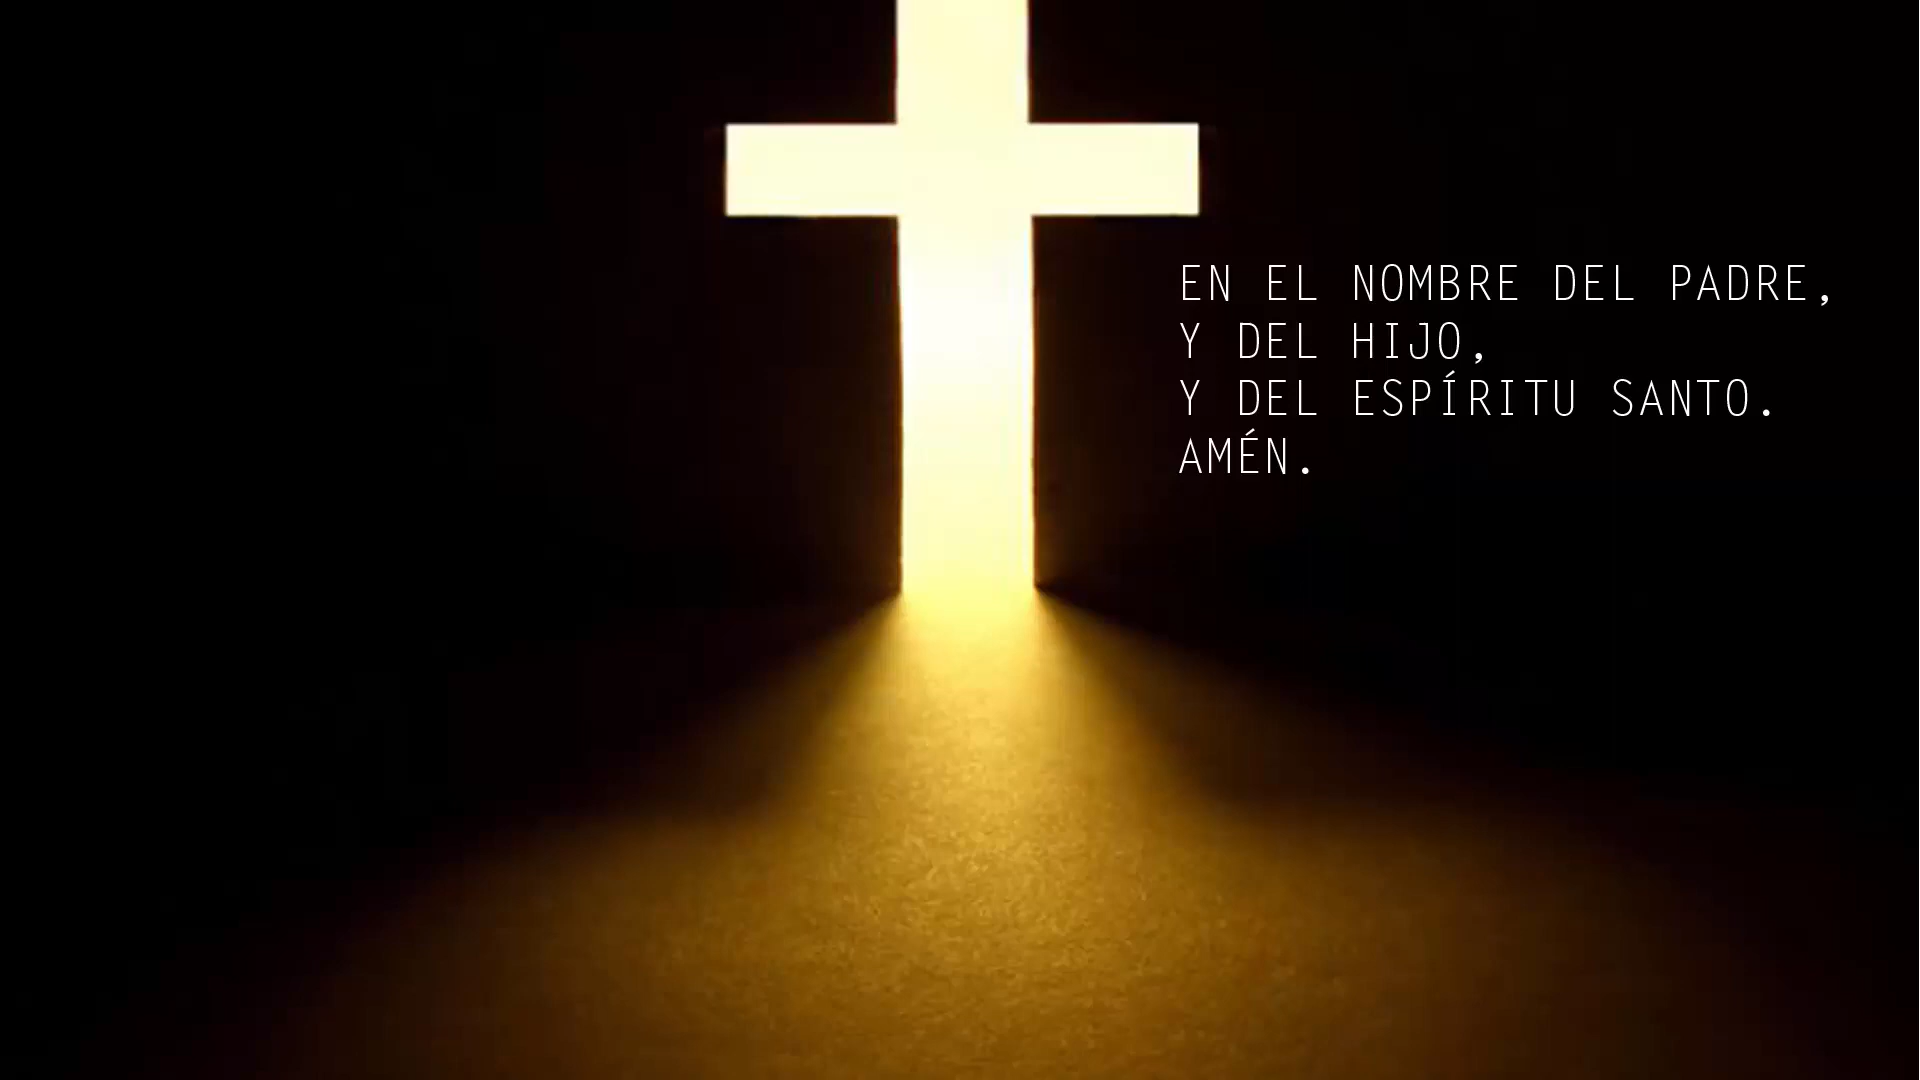 EN EL NOMBRE DEL PADRE,
Y DEL HIJO,
Y DEL ESPÍRITU SANTO.
AMÉN.